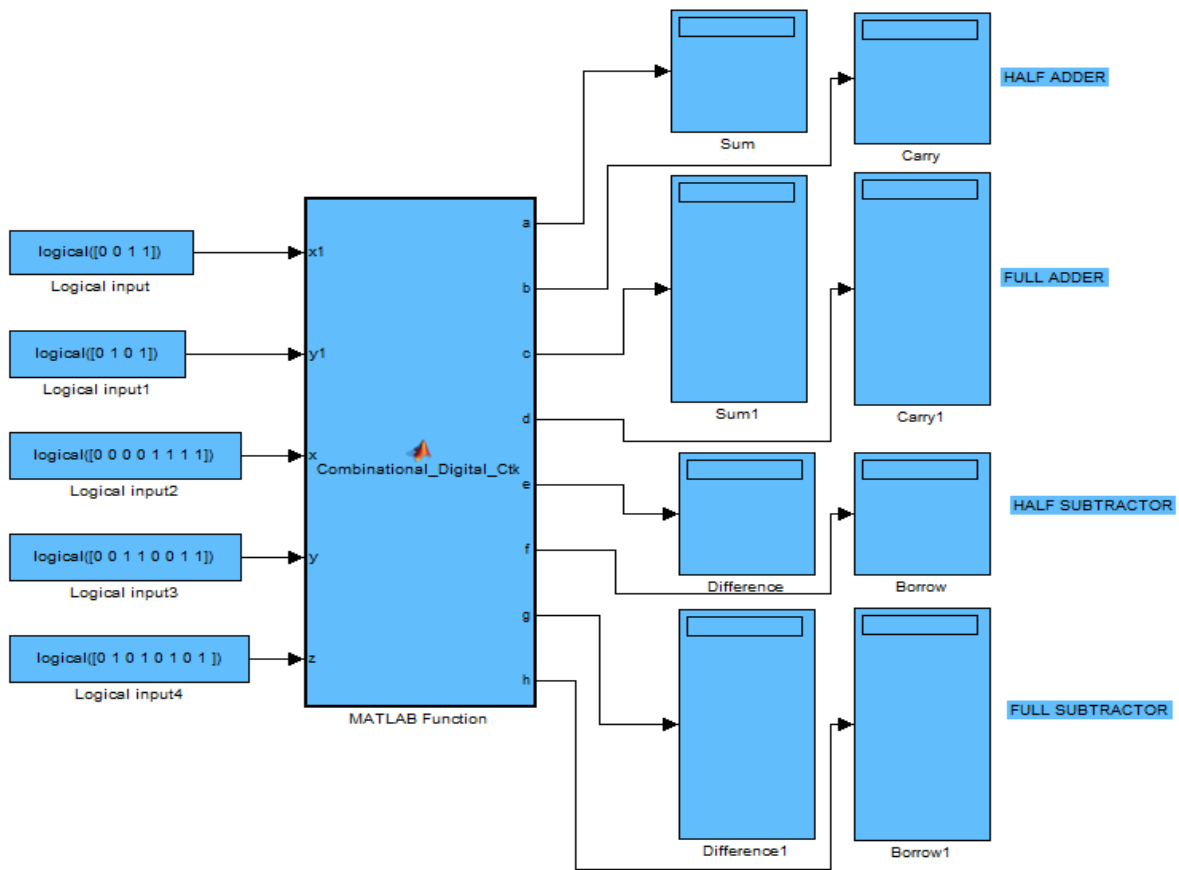 Sum
Carry
HALF ADDER
logical([0 0 1 1])
Logical input
logical([0 1 0 1])
Logical input1
logical([0 0 0 0 1 1 1 1])
Logical input2
logical([0 0 1 1 0 0 1 1])
Logical input3
logical([0 1 0 1 0 1 0 1 ])
Logical input4
x1
y1
x
y
z
Combinational_Digital_Ctk
a
b
c
d
e
f
g
h
MATLAB Function
Sum1
Carry1
FULL ADDER
Difference
Borrow
HALF SUBTRACTOR
Difference1
Borrow1
FULL SUBTRACTOR